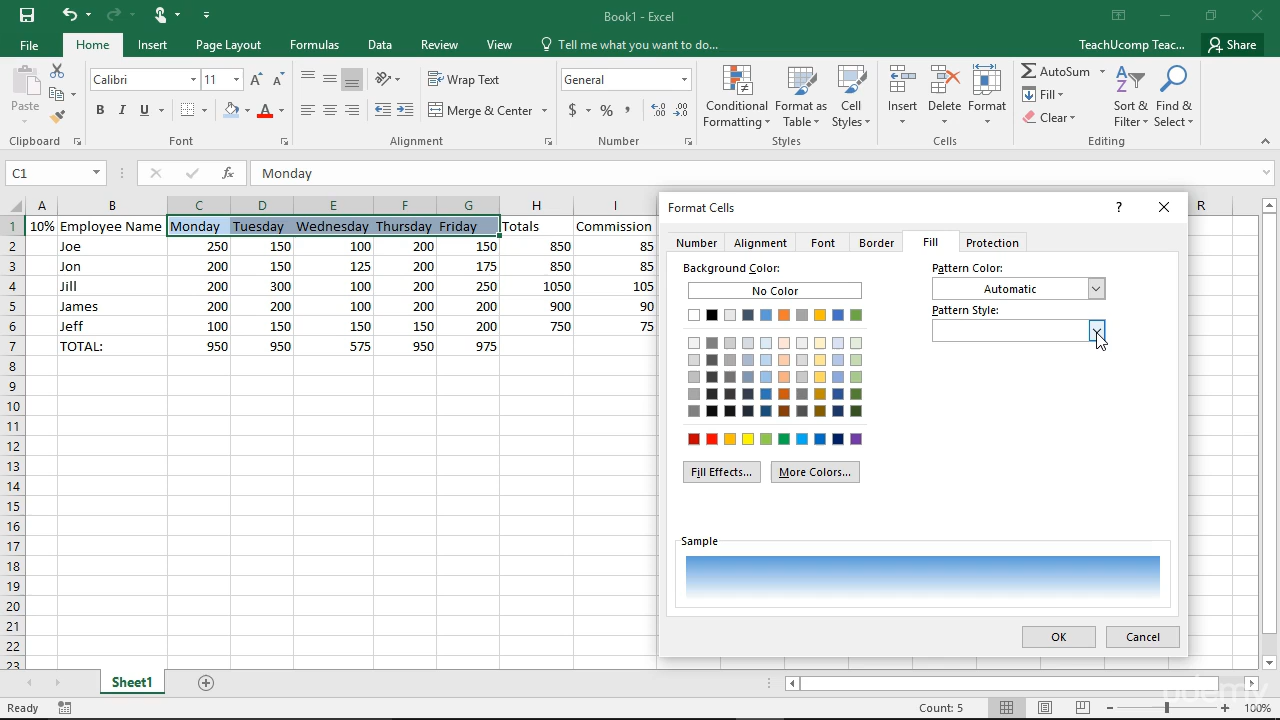 Book1 - Excel
File Home Insert Page Layout Formulas Data Review View Tell me what you want to do... TeachUcomp Teac... Share
Paste
Calibri 11
B I U A
Wrap Text
Merge & Center
General
$ % ,
Conditional Formatting
Format as Table
Cell Styles
Insert
Delete
Format
AutoSum
Fill
Clear
Sort & Filter
Find & Select
Clipboard Font Alignment Number Styles Cells Editing
C1 fx Monday
A B C D E F G H I R
1 10% Employee Name Monday Tuesday Wednesday Thursday Friday Totals Commission
2 Joe 250 150 100 200 150 850 85
3 Jon 200 150 125 200 175 850 85
4 Jill 200 300 100 200 250 1050 105
5 James 200 200 100 200 200 900 90
6 Jeff 100 150 150 150 200 750 75
7 TOTAL: 950 950 575 950 975
8
9
10
11
12
13
14
15
16
17
18
19
20
21
22
23
Format Cells ?
Number Alignment Font Border Fill Protection
Background Color:
No Color
Fill Effects... More Colors...
Pattern Color:
Automatic
Pattern Style:
Sample
OK Cancel
Sheet1
udemy
Ready Count: 5 100%